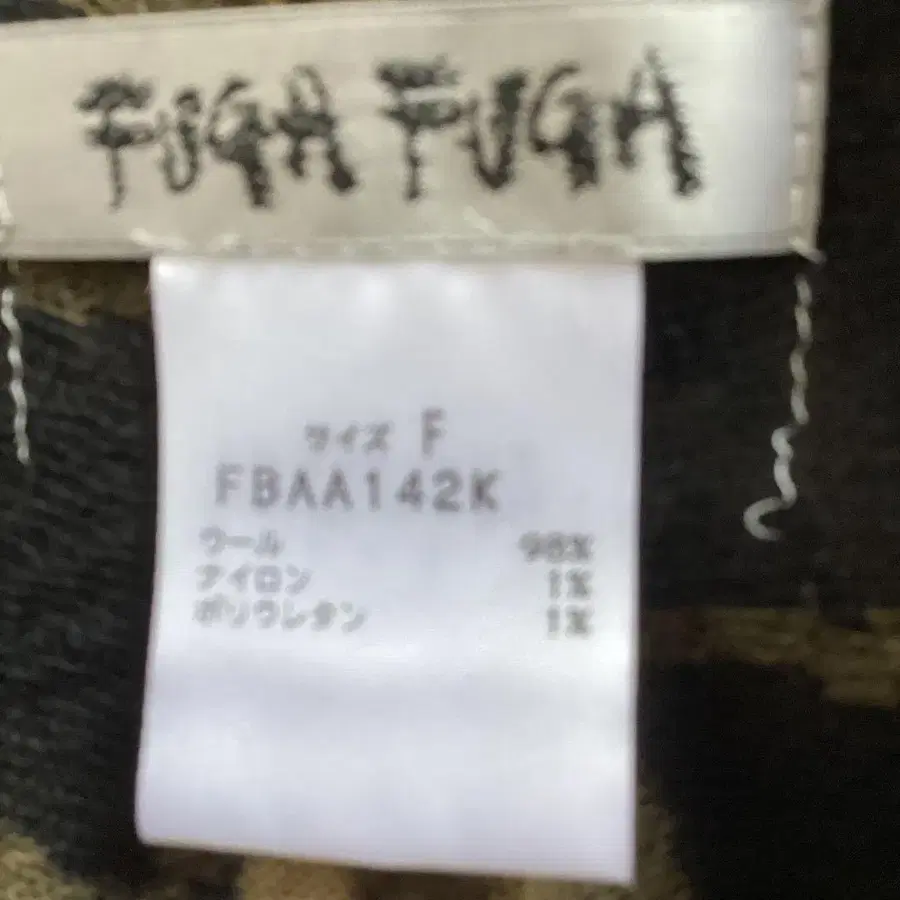 FUGA FUGA
サイズ F
FBAA142K
ウール 98%
ナイロン 1%
ポリウレタン 1%